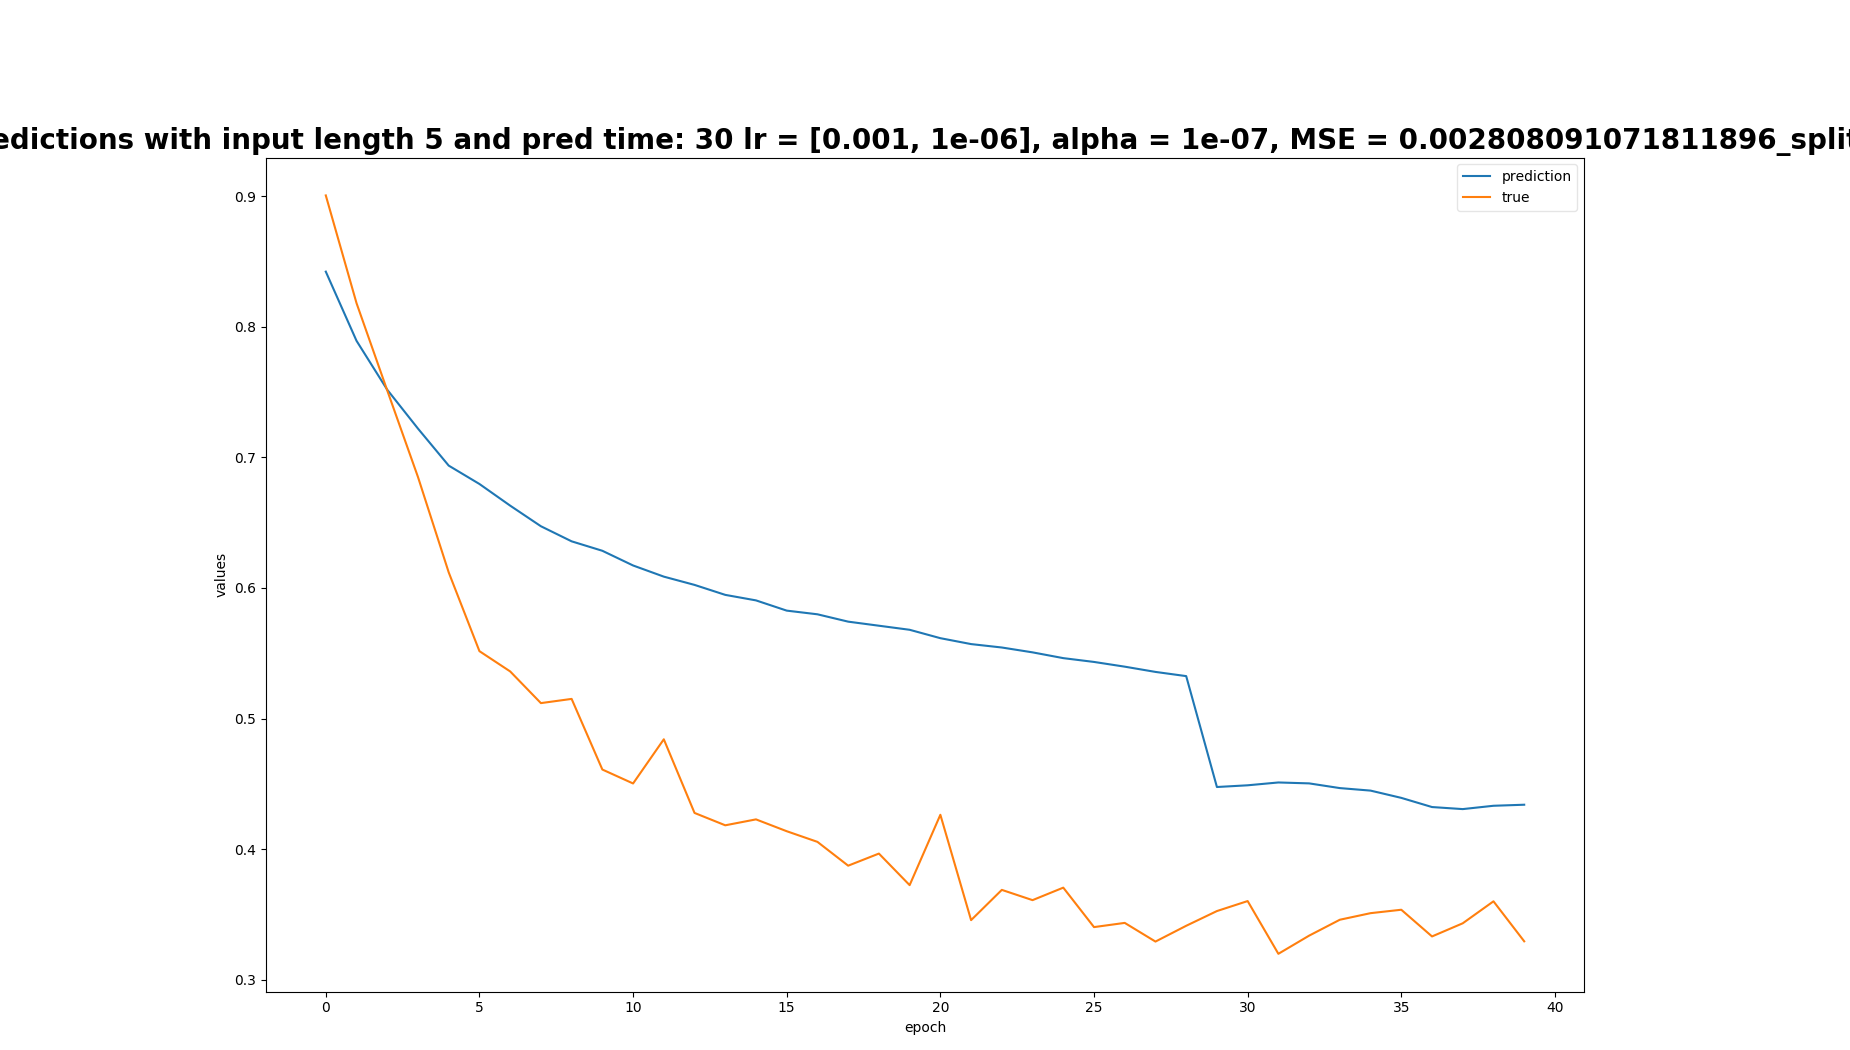 edictions with input length 5 and pred time: 30 lr = [0.001, 1e-06], alpha = 1e-07, MSE = 0.002808091071811896_split
prediction
true
0.9
0.8
0.7
0.6
0.5
0.4
0.3
values
0 5 10 15 20 25 30 35 40
epoch